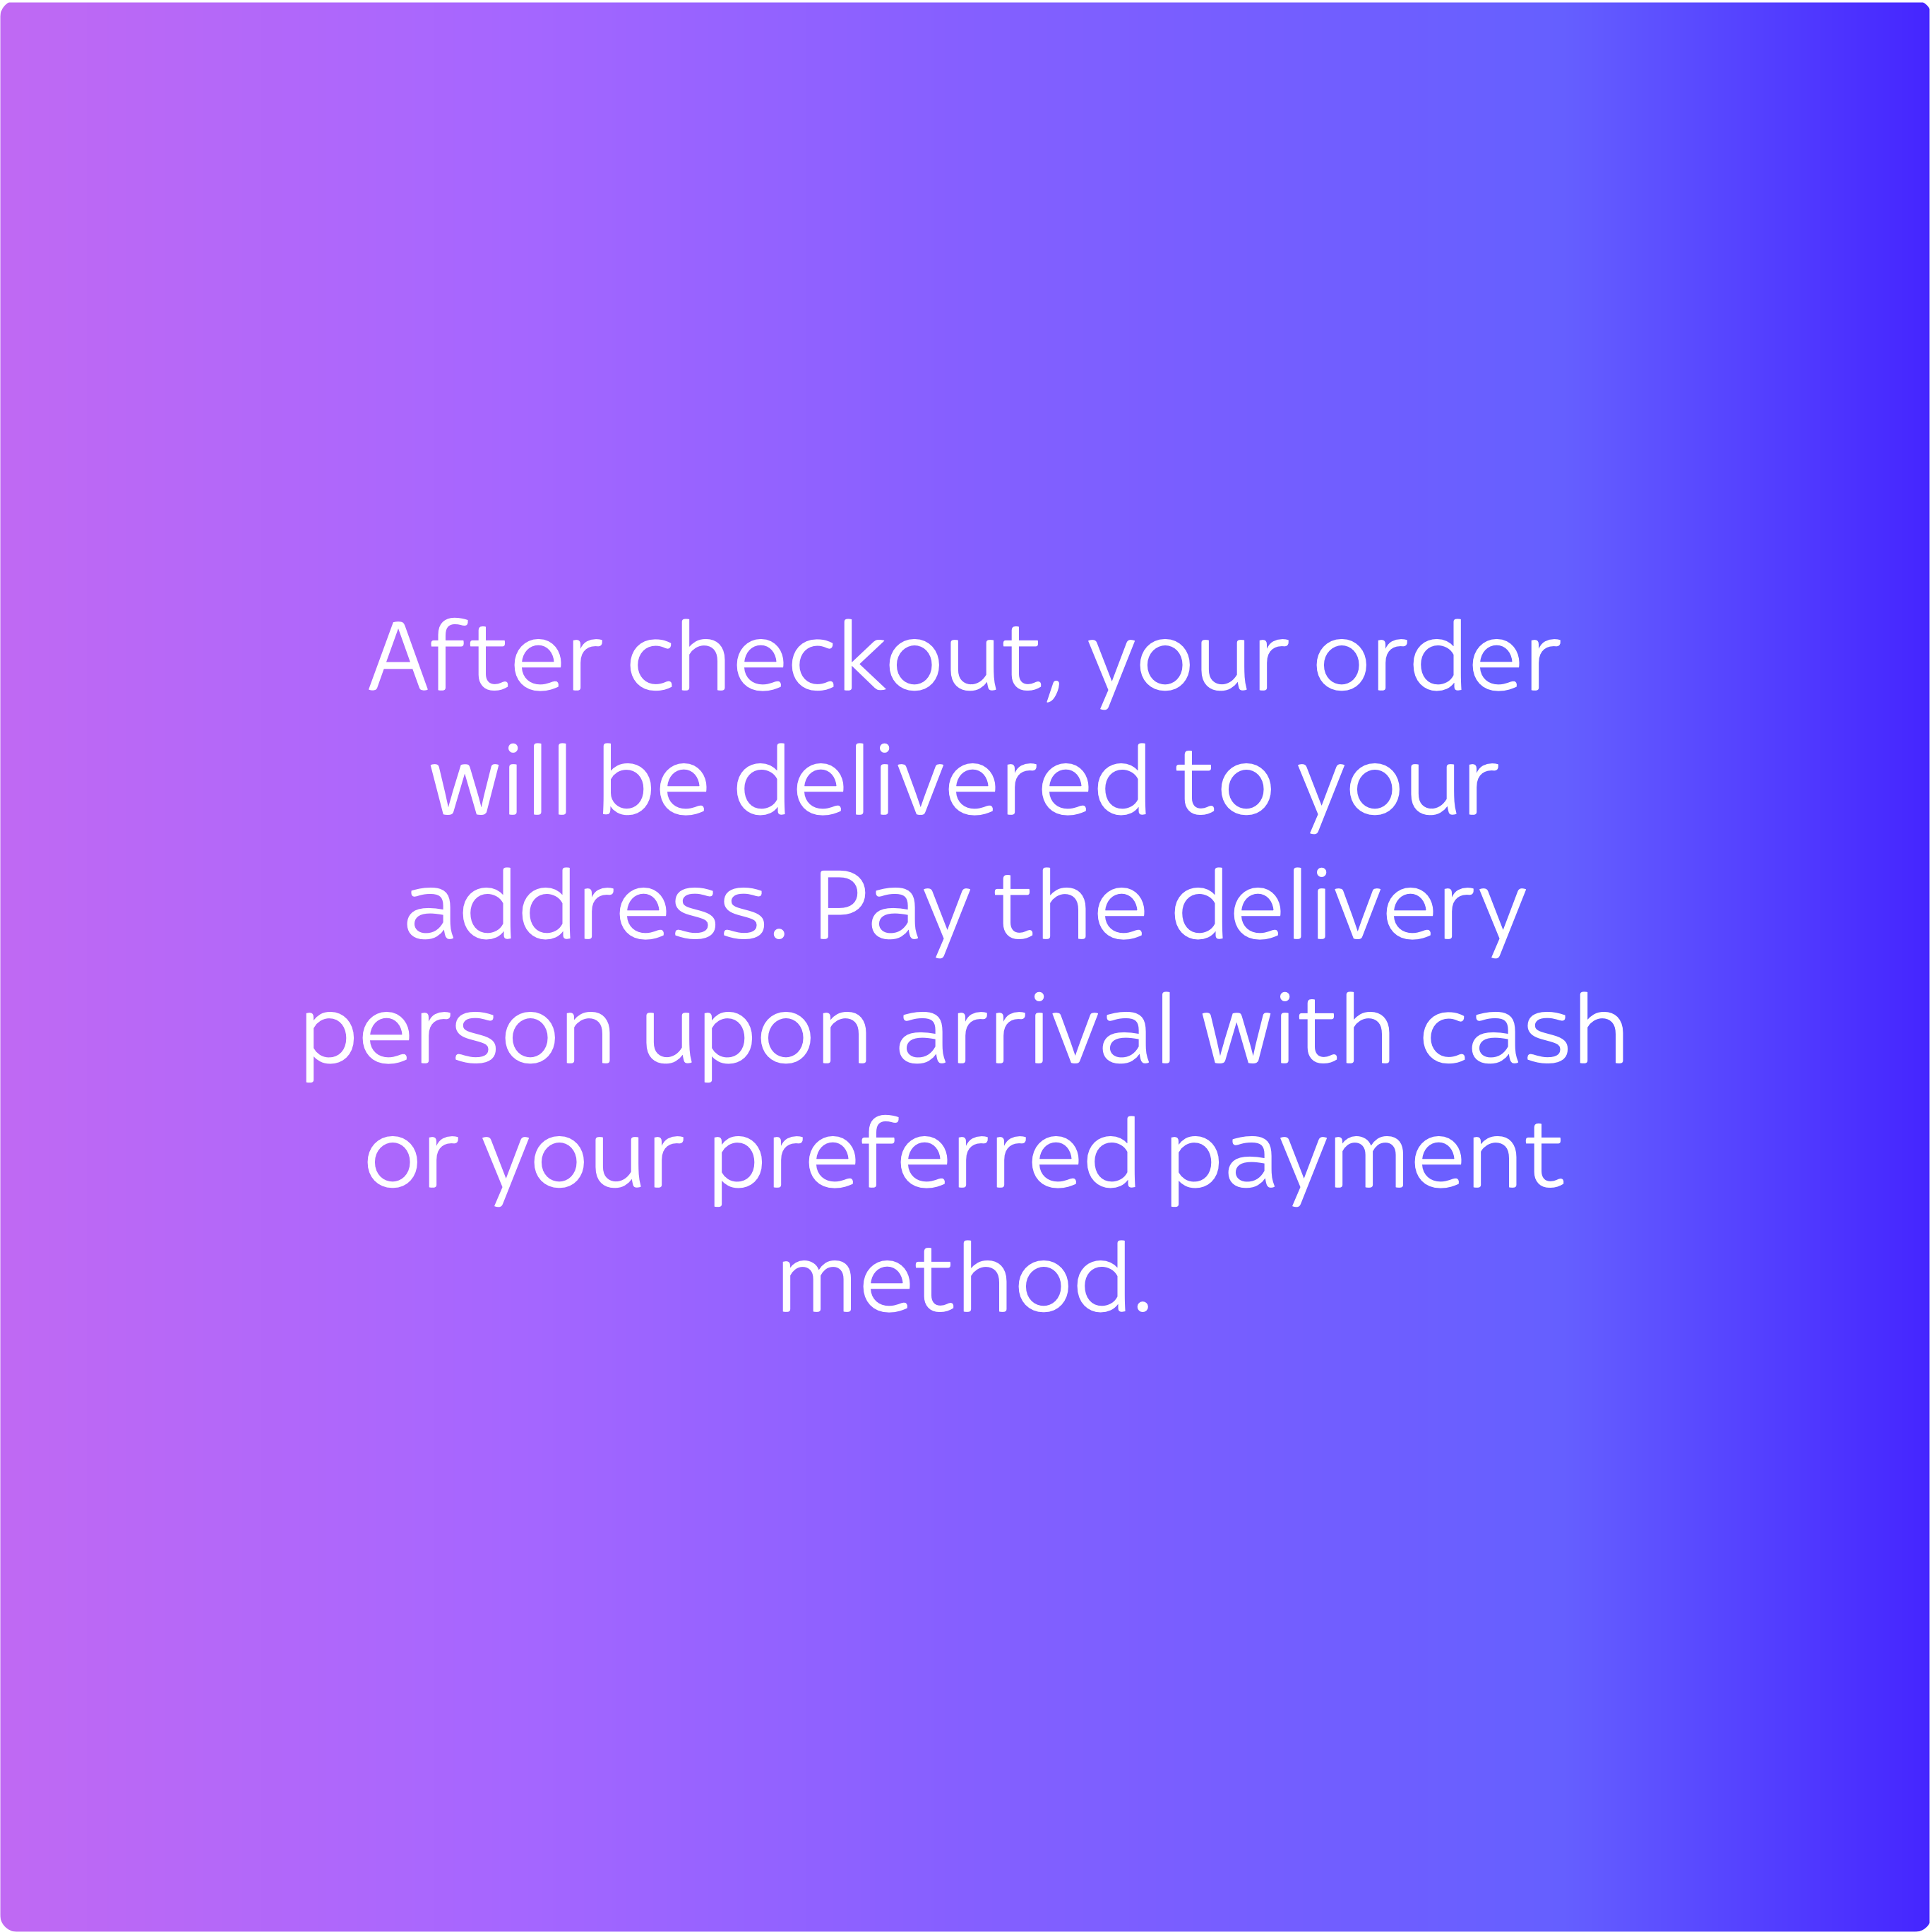 After checkout, your order
will be delivered to your
address. Pay the delivery
person upon arrival with cash
or your preferred payment
method.